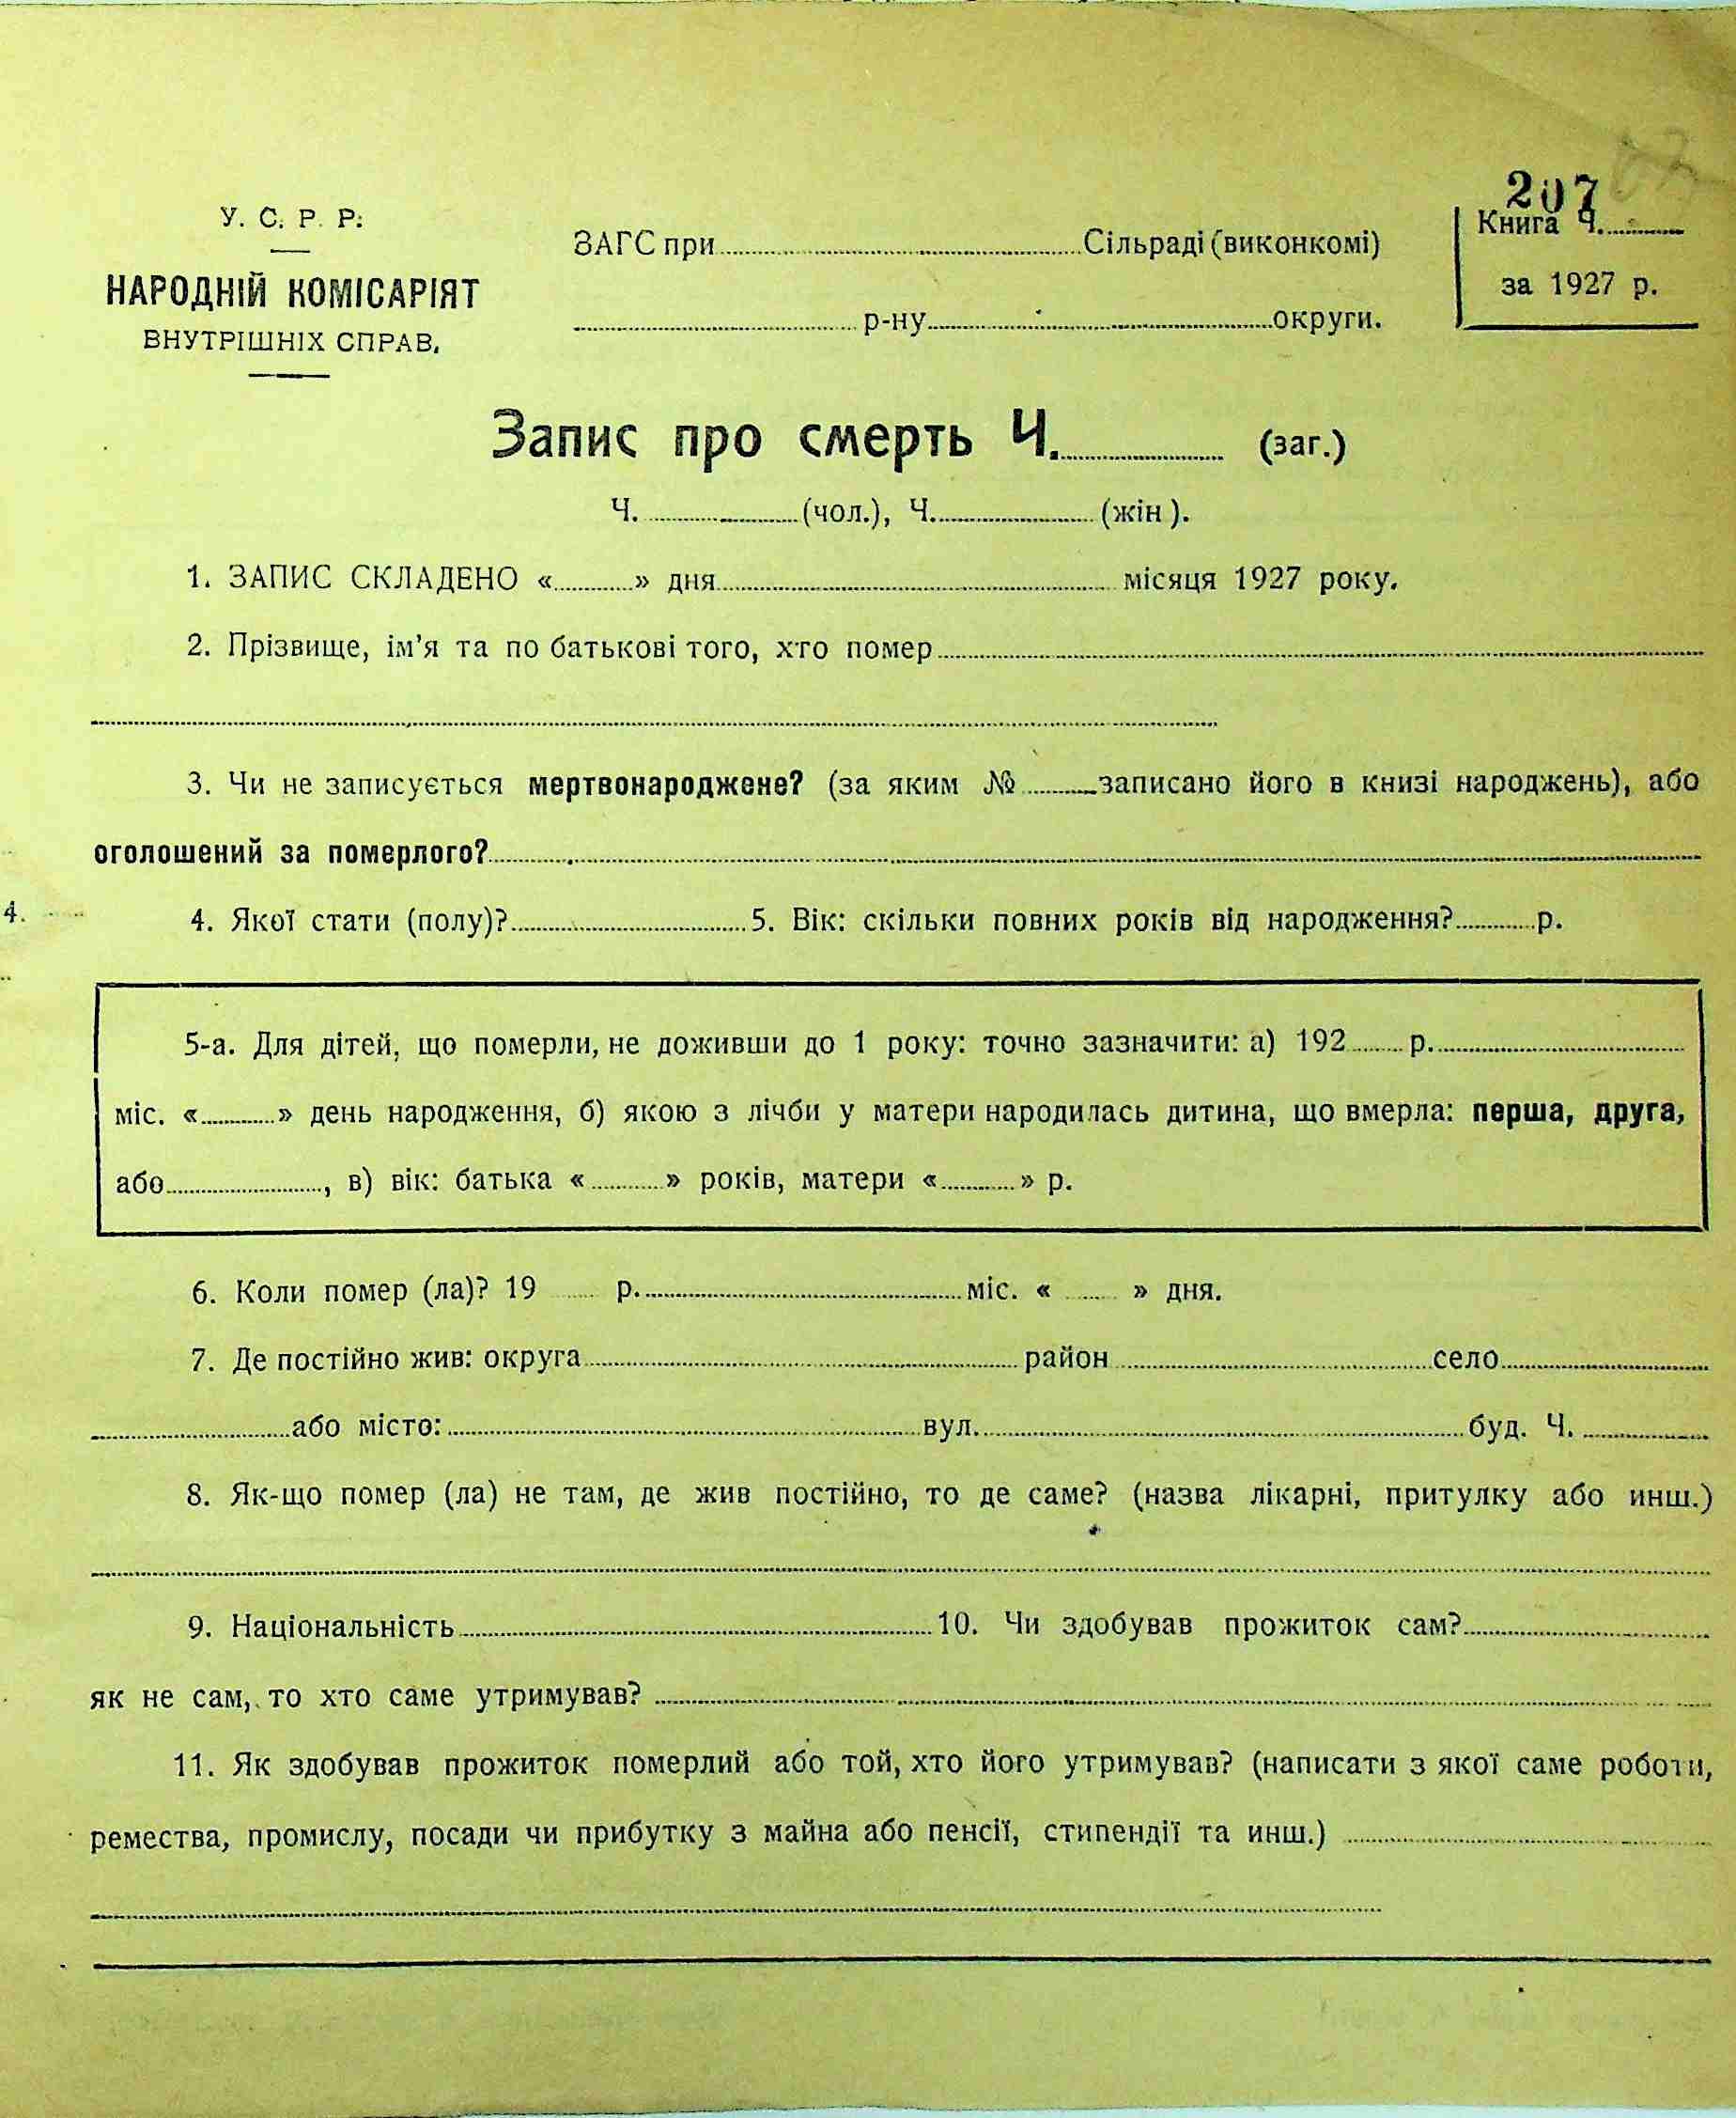 207
У. С. Р. Р.
НАРОДНІЙ КОМІСАРІЯТ
ВНУТРІШНІХ СПРАВ.
ЗАГС при Сільраді (виконкомі)
р-ну округи.
Книга Ч.
за 1927 р.
Запис про смерть Ч. (заг.)
Ч. (чол.), Ч. (жін).
1. ЗАПИС СКЛАДЕНО « » дня місяця 1927 року.
2. Прізвище, ім’я та по батькові того, хто помер
3. Чи не записується мертвонароджене? (за яким № записано його в книзі народжень), або
оголошений за померлого?
4.
4. Якої стати (полу)? 5. Вік: скільки повних років від народження? р.
5-а. Для дітей, що померли, не доживши до 1 року: точно зазначити: а) 192 р.
міс. « » день народження, б) якою з лічби у матери народилась дитина, що вмерла: перша, друга,
або , в) вік: батька « » років, матери « » р.
6. Коли помер (ла)? 19 р. міс. « » дня.
7. Де постійно жив: округа район село
або місто: вул. буд. Ч.
8. Як-що помер (ла) не там, де жив постійно, то де саме? (назва лікарні, притулку або инш.)
9. Національність 10. Чи здобував прожиток сам?
як не сам, то хто саме утримував?
11. Як здобував прожиток померлий або той, хто його утримував? (написати з якої саме роботи,
ремества, промислу, посади чи прибутку з майна або пенсії, стипендії та инш.)